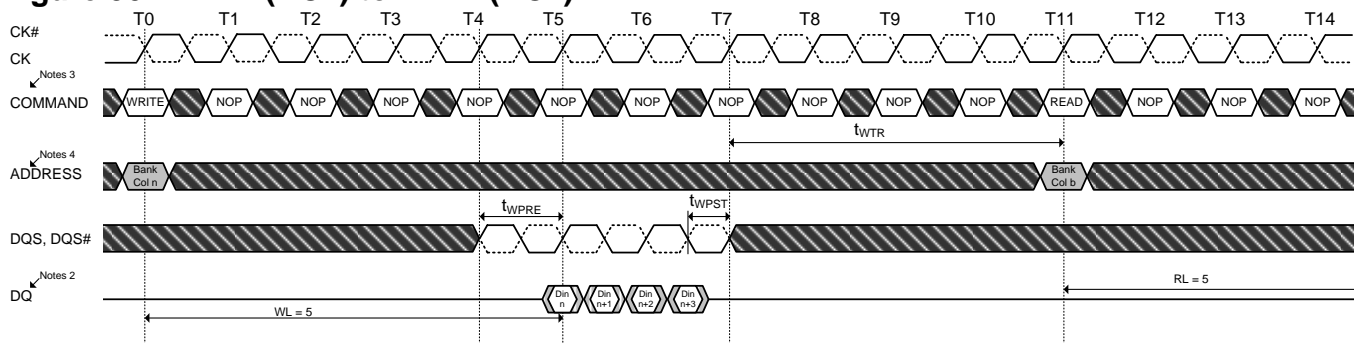 T0 T1 T2 T3 T4 T5 T6 T7 T8 T9 T10 T11 T12 T13 T14
CK#
CK
Notes 3
COMMAND WRITE NOP NOP NOP NOP NOP NOP NOP NOP NOP NOP READ NOP NOP NOP
tWTR
Notes 4
ADDRESS Bank Col n Bank Col b
tWPRE tWPST
DQS, DQS#
Notes 2
DQ Din n Din n+1 Din n+2 Din n+3
RL = 5
WL = 5